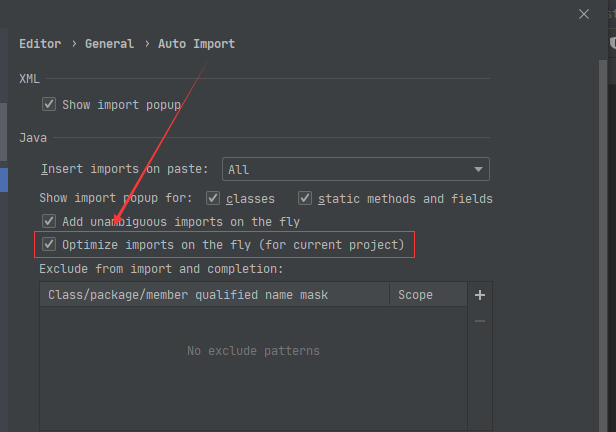 Editor › General › Auto Import
XML
Show import popup
Java
Insert imports on paste: All
Show import popup for: classes static methods and fields
Add unambiguous imports on the fly
Optimize imports on the fly (for current project)
Exclude from import and completion:
Class/package/member qualified name mask Scope
No exclude patterns